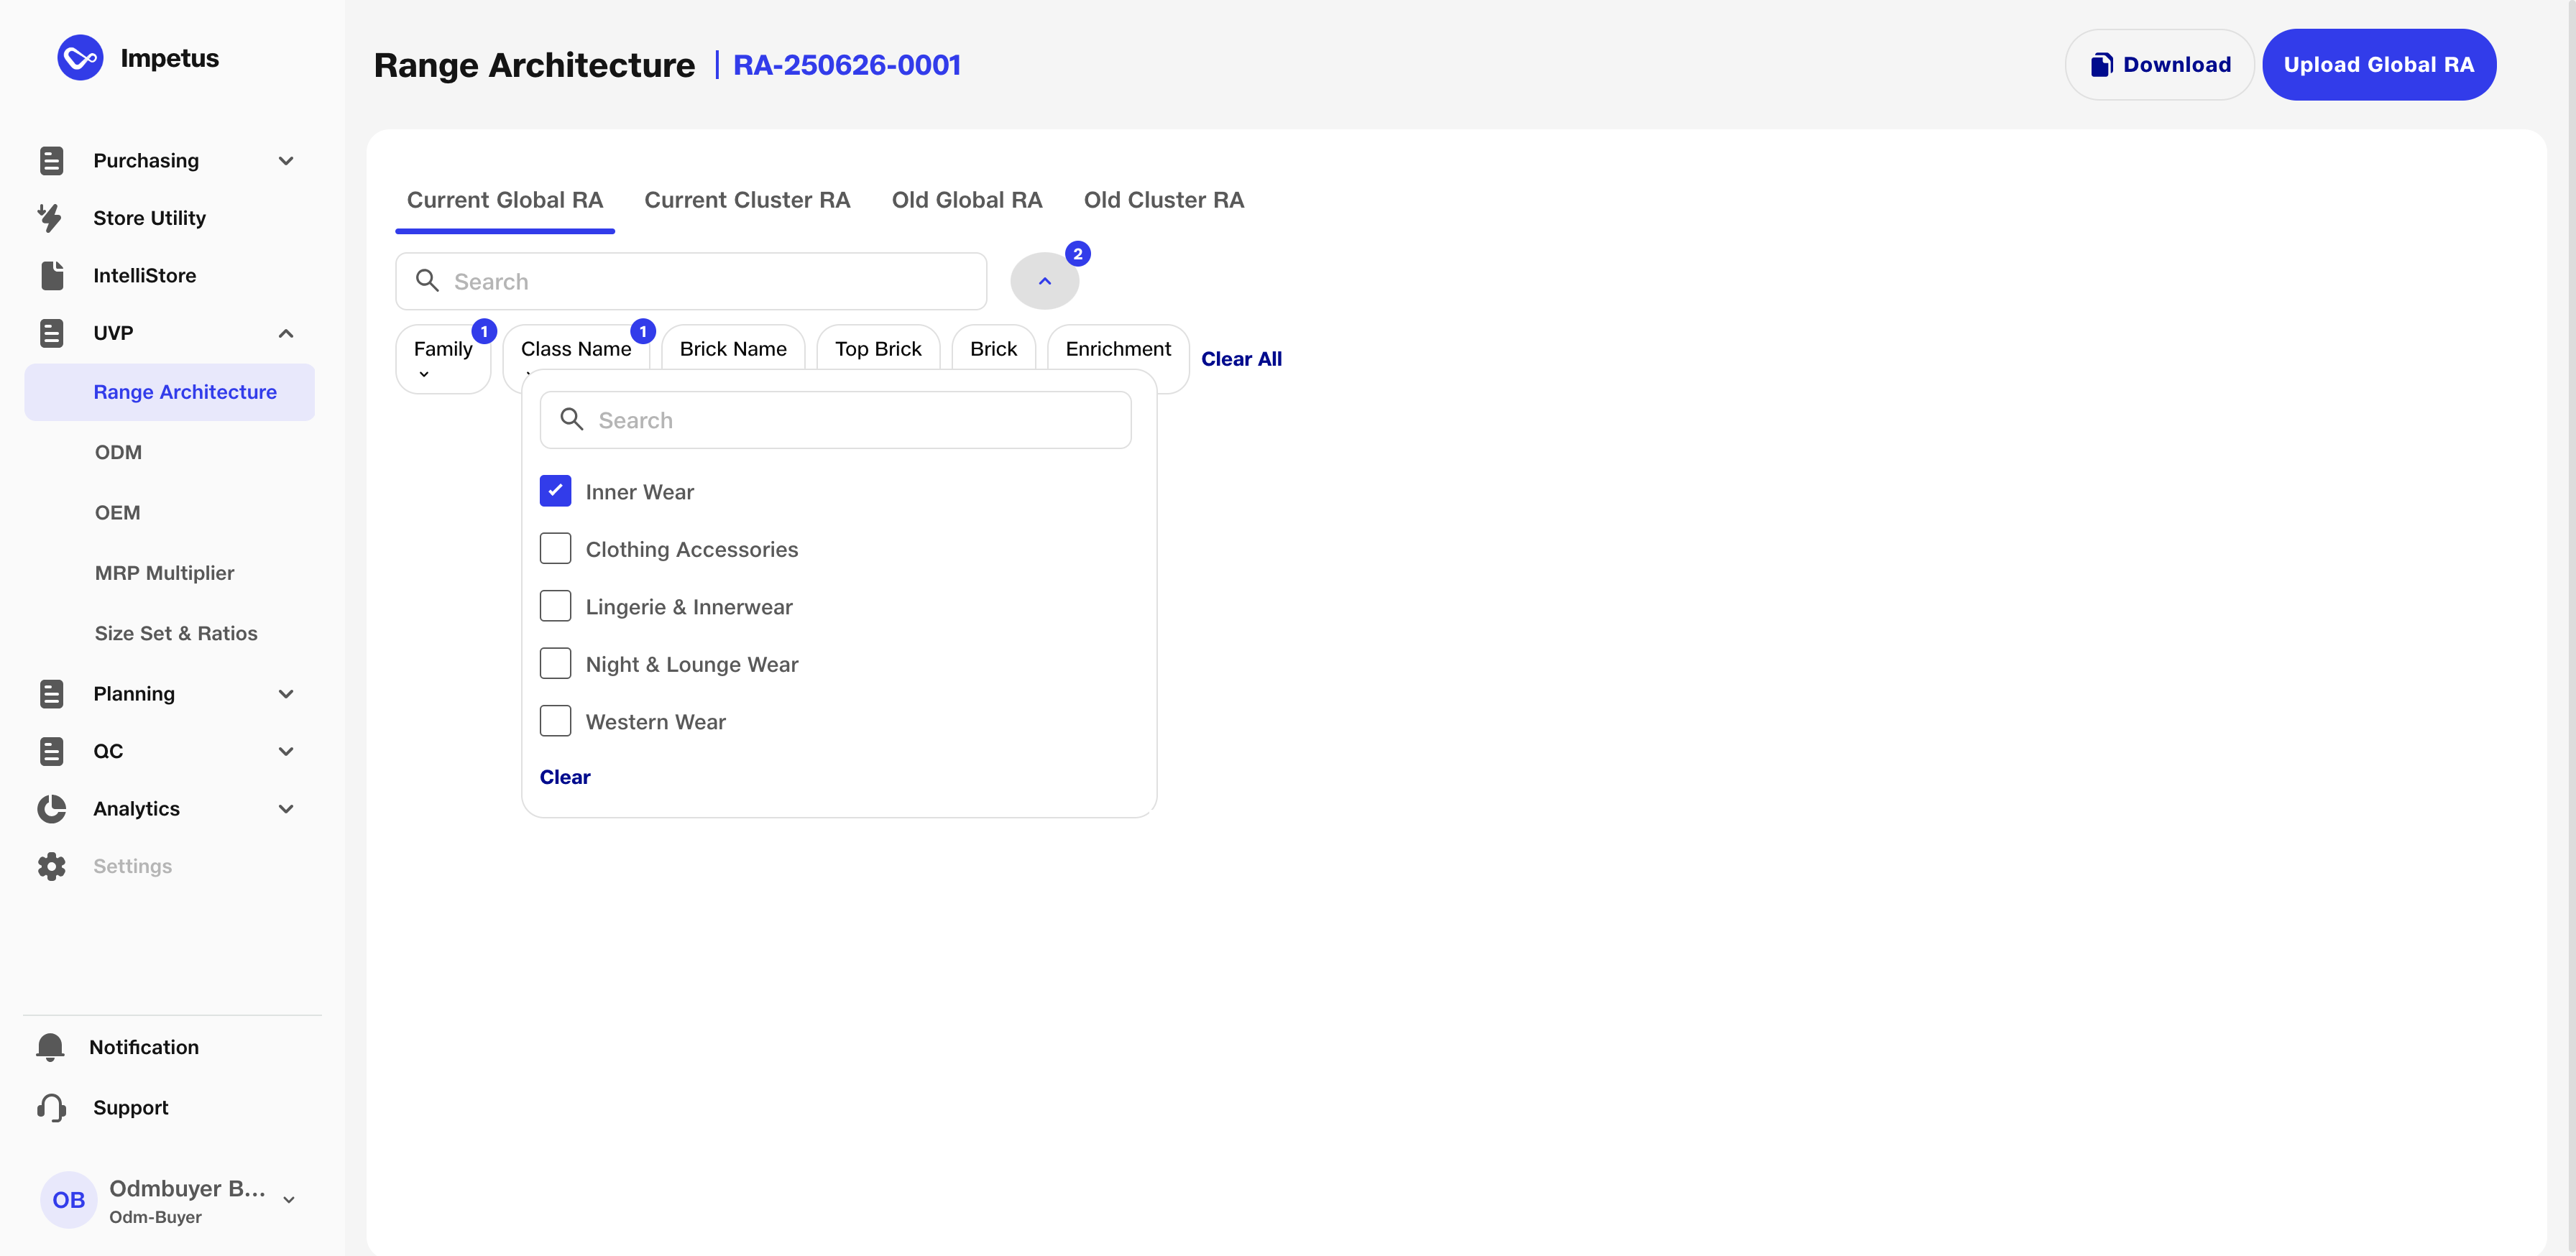 Impetus
Purchasing
Store Utility
IntelliStore
UVP
Range Architecture
ODM
OEM
MRP Multiplier
Size Set & Ratios
Planning
QC
Analytics
Settings
Notification
Support
OB
Odmbuyer B...
Odm-Buyer
Range Architecture | RA-250626-0001
Download
Upload Global RA
Current Global RA Current Cluster RA Old Global RA Old Cluster RA
Search
2
Family 1 Class Name 1 Brick Name Top Brick Brick Enrichment Clear All
Search
Inner Wear
Clothing Accessories
Lingerie & Innerwear
Night & Lounge Wear
Western Wear
Clear